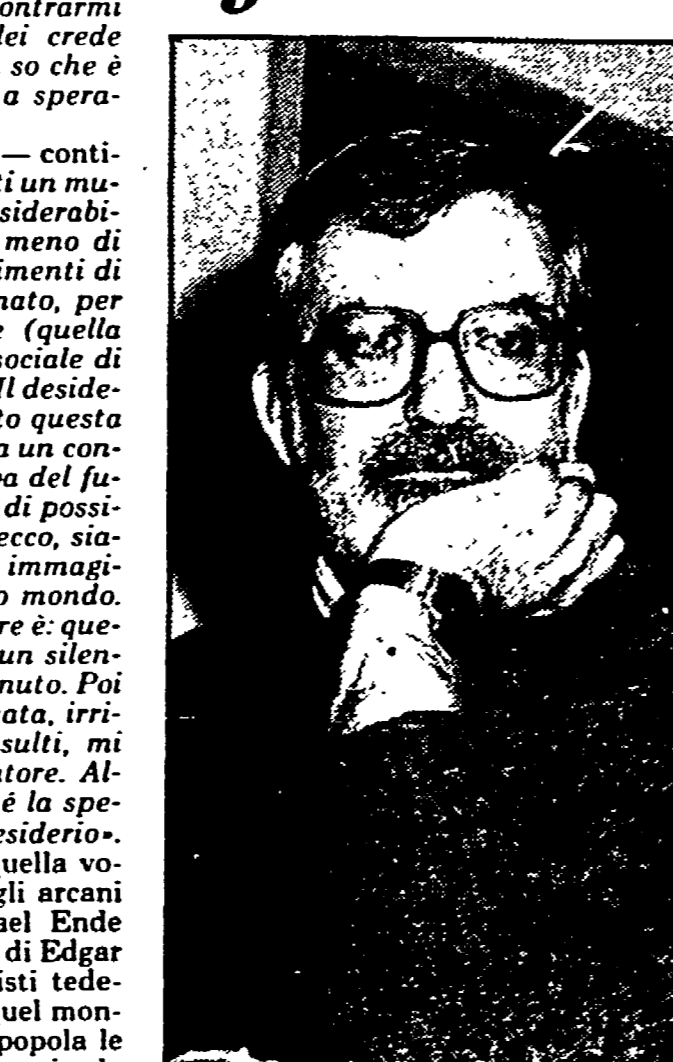 ontrarmi
lei crede
so che è
a spera-
— conti-
ti un mu-
siderabi-
meno di
imenti di
nato, per
e (quella
sociale di
Il deside-
to questa
a un con-
va del fu-
di possi-
ecco, sia-
immagi-
o mondo.
re è: que-
un silen-
nuto. Poi
ata, irri-
sulti, mi
atore. Al-
é la spe-
esiderio».
uella vo-
gli arcani
ael Ende
di Edgar
isti tede-
uel mon-
popola le